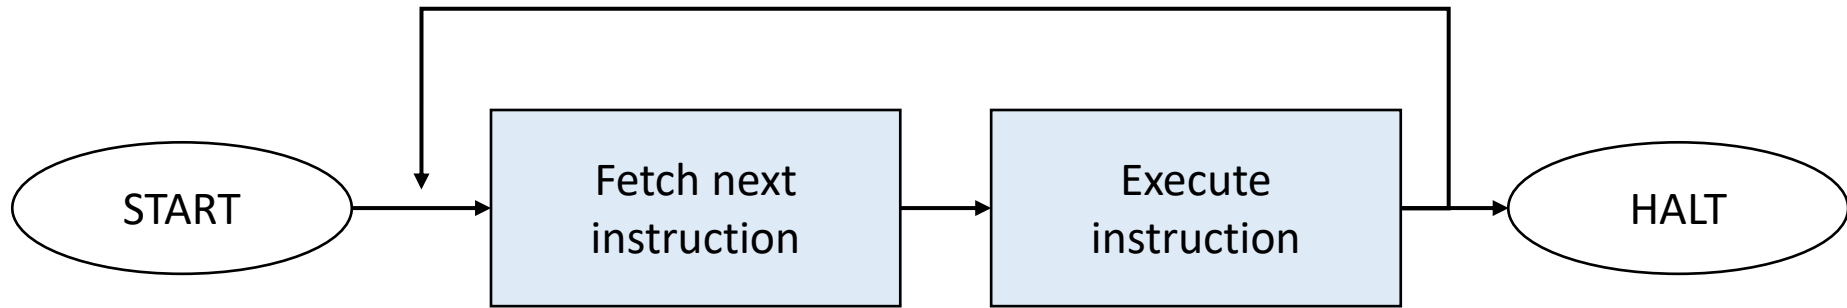 START
Fetch next
instruction
Execute
instruction
HALT